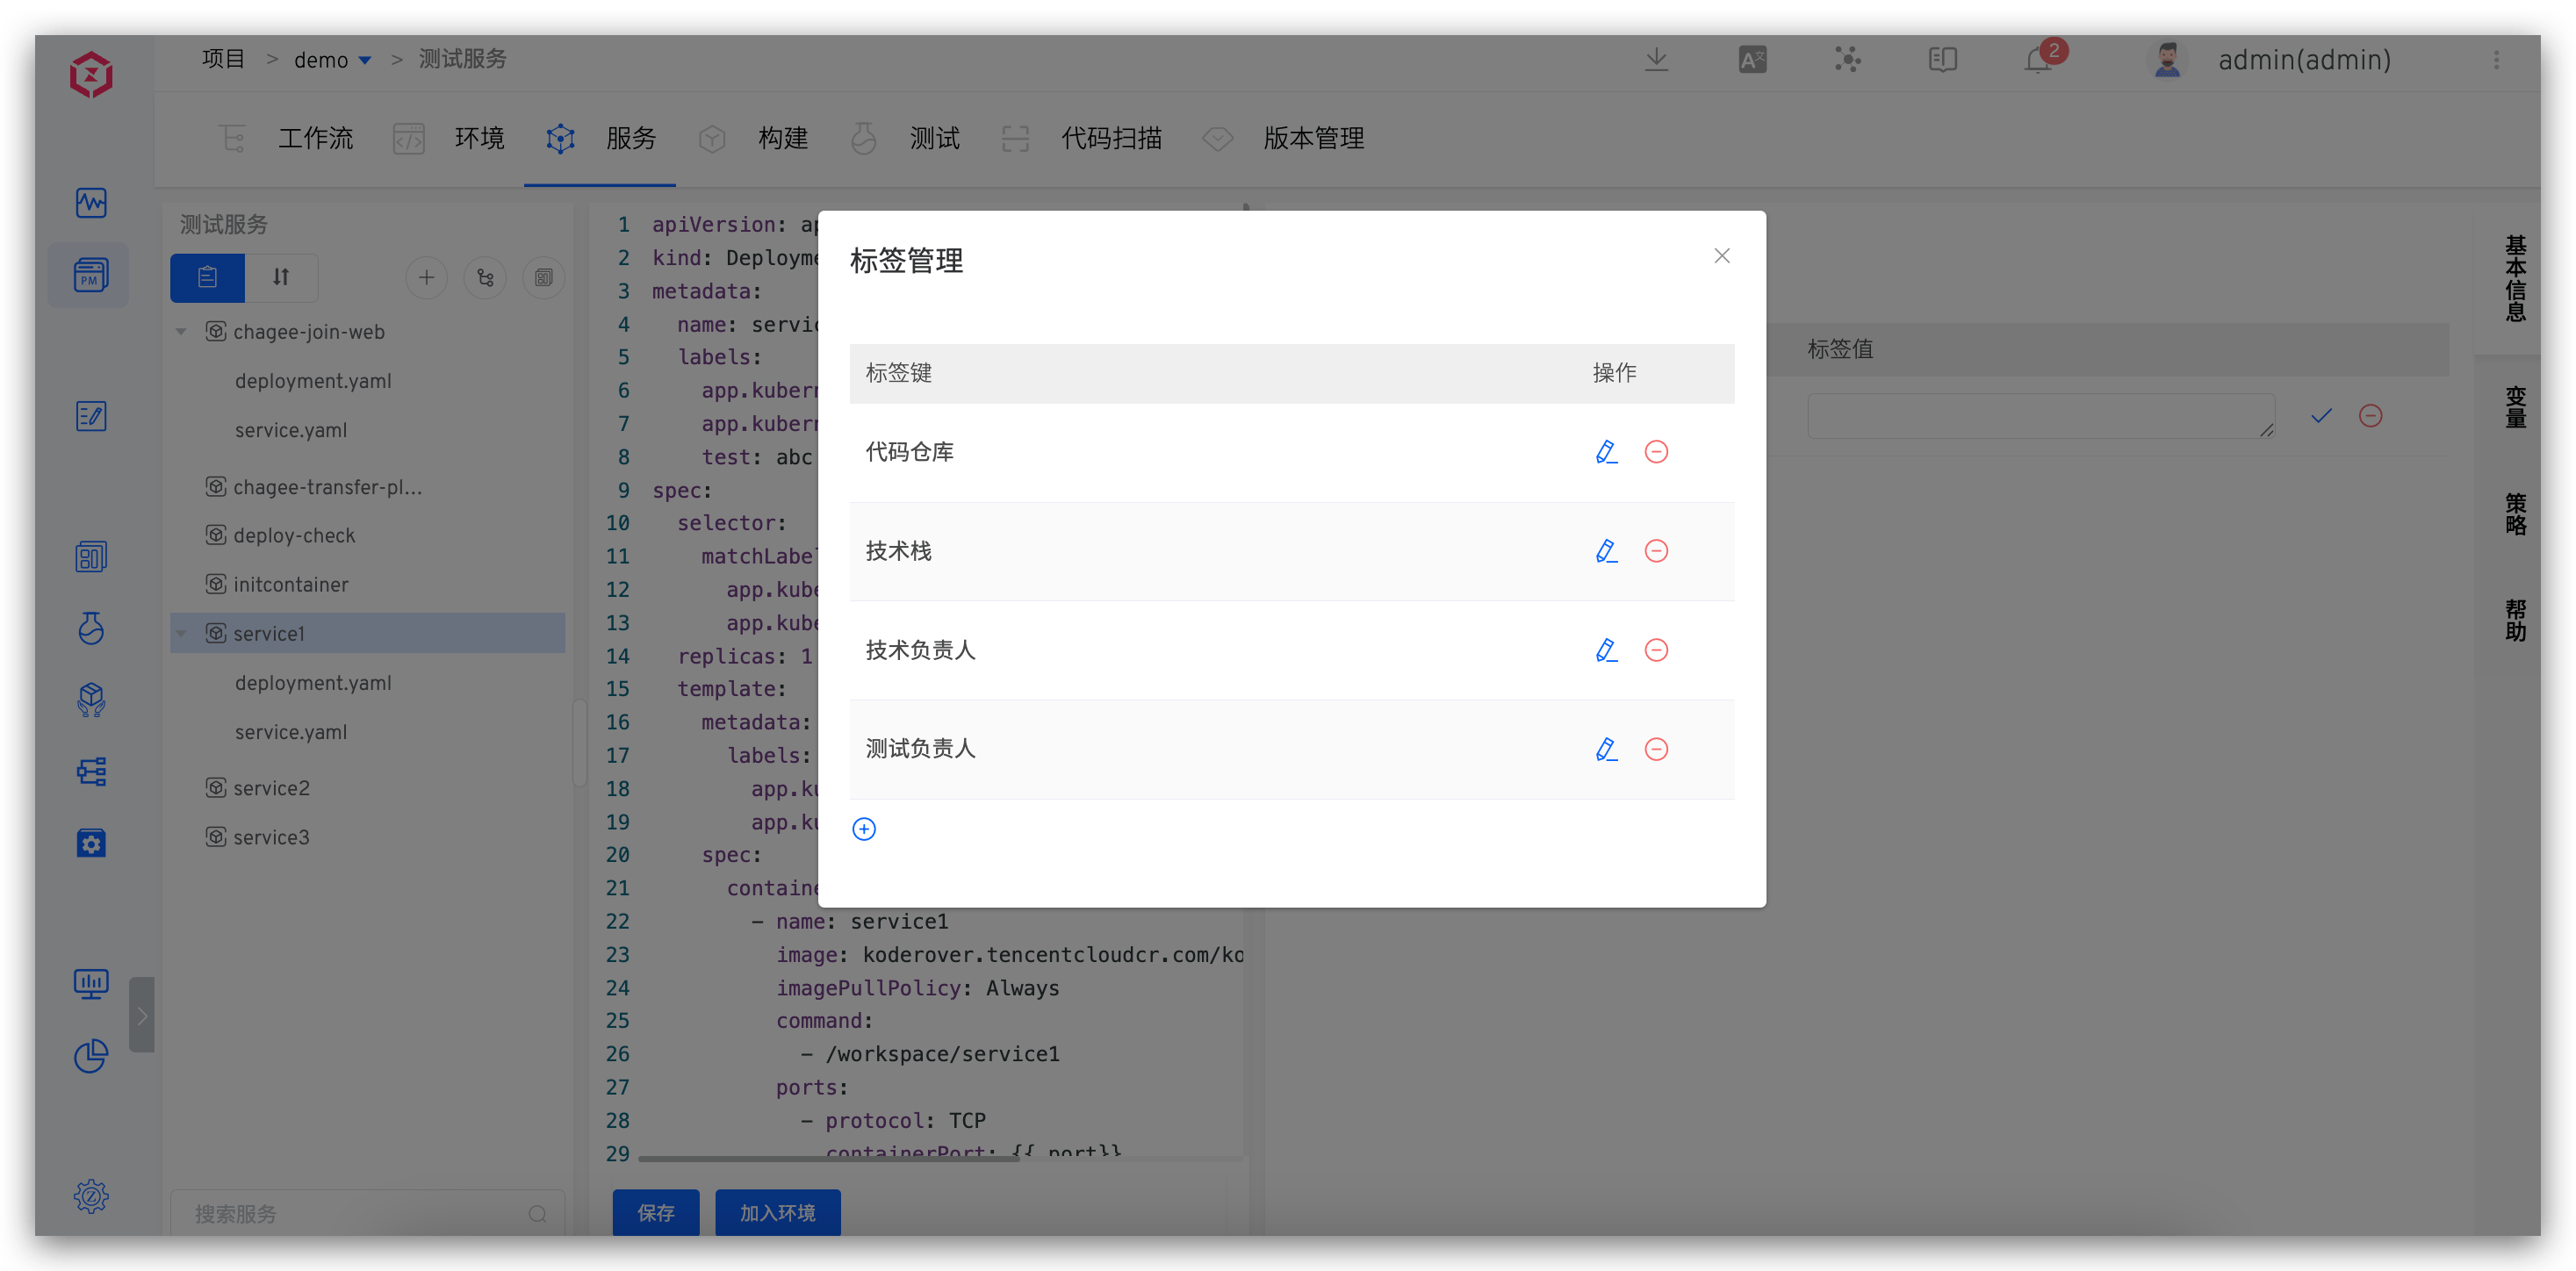 项目 > demo > 测试服务
2
admin(admin)
工作流 环境 服务 构建 测试 代码扫描 版本管理
PM
测试服务
chagee-join-web
deployment.yaml
service.yaml
chagee-transfer-pl...
deploy-check
initcontainer
service1
deployment.yaml
service.yaml
service2
service3
搜索服务
1 apiVersion: ap
2 kind: Deployme
3 metadata:
4 name: servic
5 labels:
6 app.kubern
7 app.kubern
8 test: abc
9 spec:
10 selector:
11 matchLabel
12 app.kube
13 app.kube
14 replicas: 1
15 template:
16 metadata:
17 labels:
18 app.ku
19 app.ku
20 spec:
21 containe
22 - name: service1
23 image: koderover.tencentcloudcr.com/ko
24 imagePullPolicy: Always
25 command:
26 - /workspace/service1
27 ports:
28 - protocol: TCP
29 containerPort: {{ port}}
保存 加入环境
标签管理
标签键 操作
代码仓库
技术栈
技术负责人
测试负责人
标签值
基本信息
变量
策略
帮助